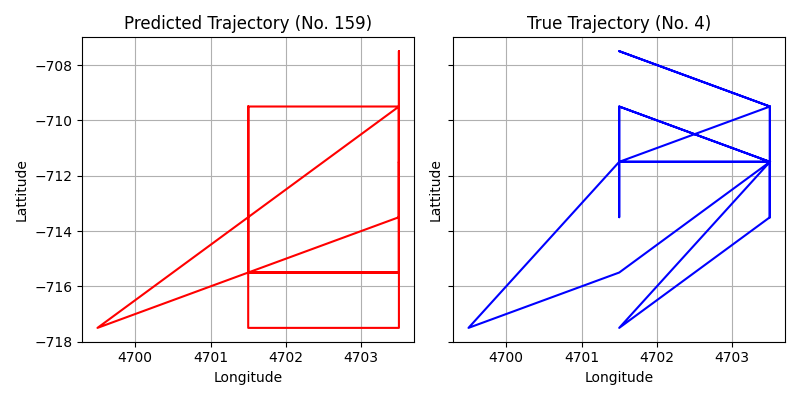 Predicted Trajectory (No. 159)
True Trajectory (No. 4)
Lattitude
−708
−710
−712
−714
−716
−718
4700
4701
4702
4703
Longitude
Lattitude
4700
4701
4702
4703
Longitude